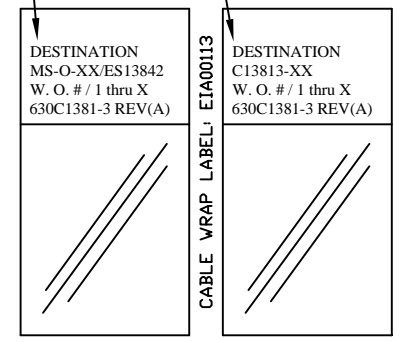 DESTINATION
MS-O-XX/ES13842
W. O. # / 1 thru X
630C1381-3 REV(A)
CABLE WRAP LABEL: EIA00113
DESTINATION
C13813-XX
W. O. # / 1 thru X
630C1381-3 REV(A)